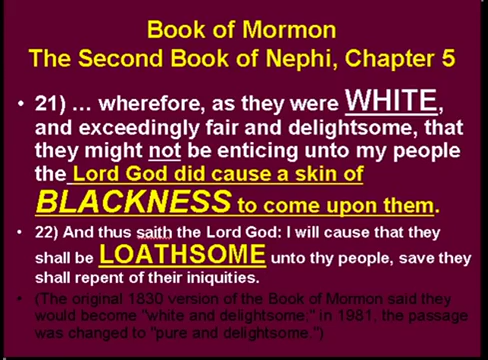 Book of Mormon
The Second Book of Nephi, Chapter 5
• 21) ... wherefore, as they were WHITE,
and exceedingly fair and delightsome, that
they might not be enticing unto my people
the Lord God did cause a skin of
BLACKNESS to come upon them.
• 22) And thus saith the Lord God: I will cause that they
shall be LOATHSOME unto thy people, save they
shall repent of their iniquities.
• (The original 1830 version of the Book of Mormon said they
would become "white and delightsome," in 1981, the passage
was changed to "pure and delightsome.")